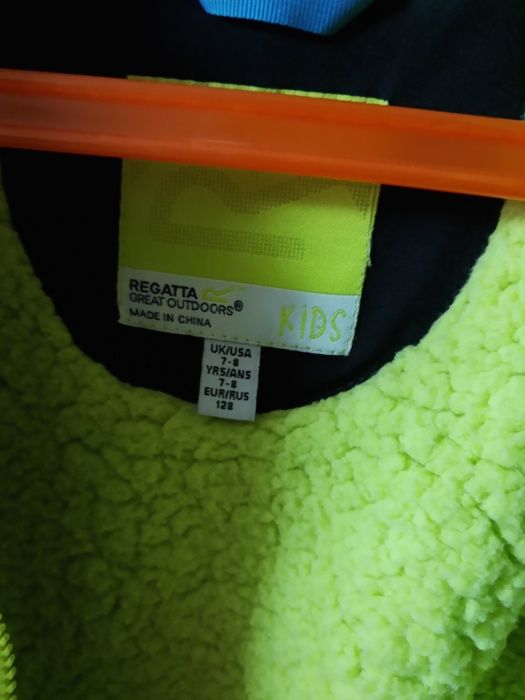 REGATTA
GREAT OUTDOORS®
MADE IN CHINA
KIDS
UK/USA
7-8
YRS/ANS
7-8
EUR/RUS
128